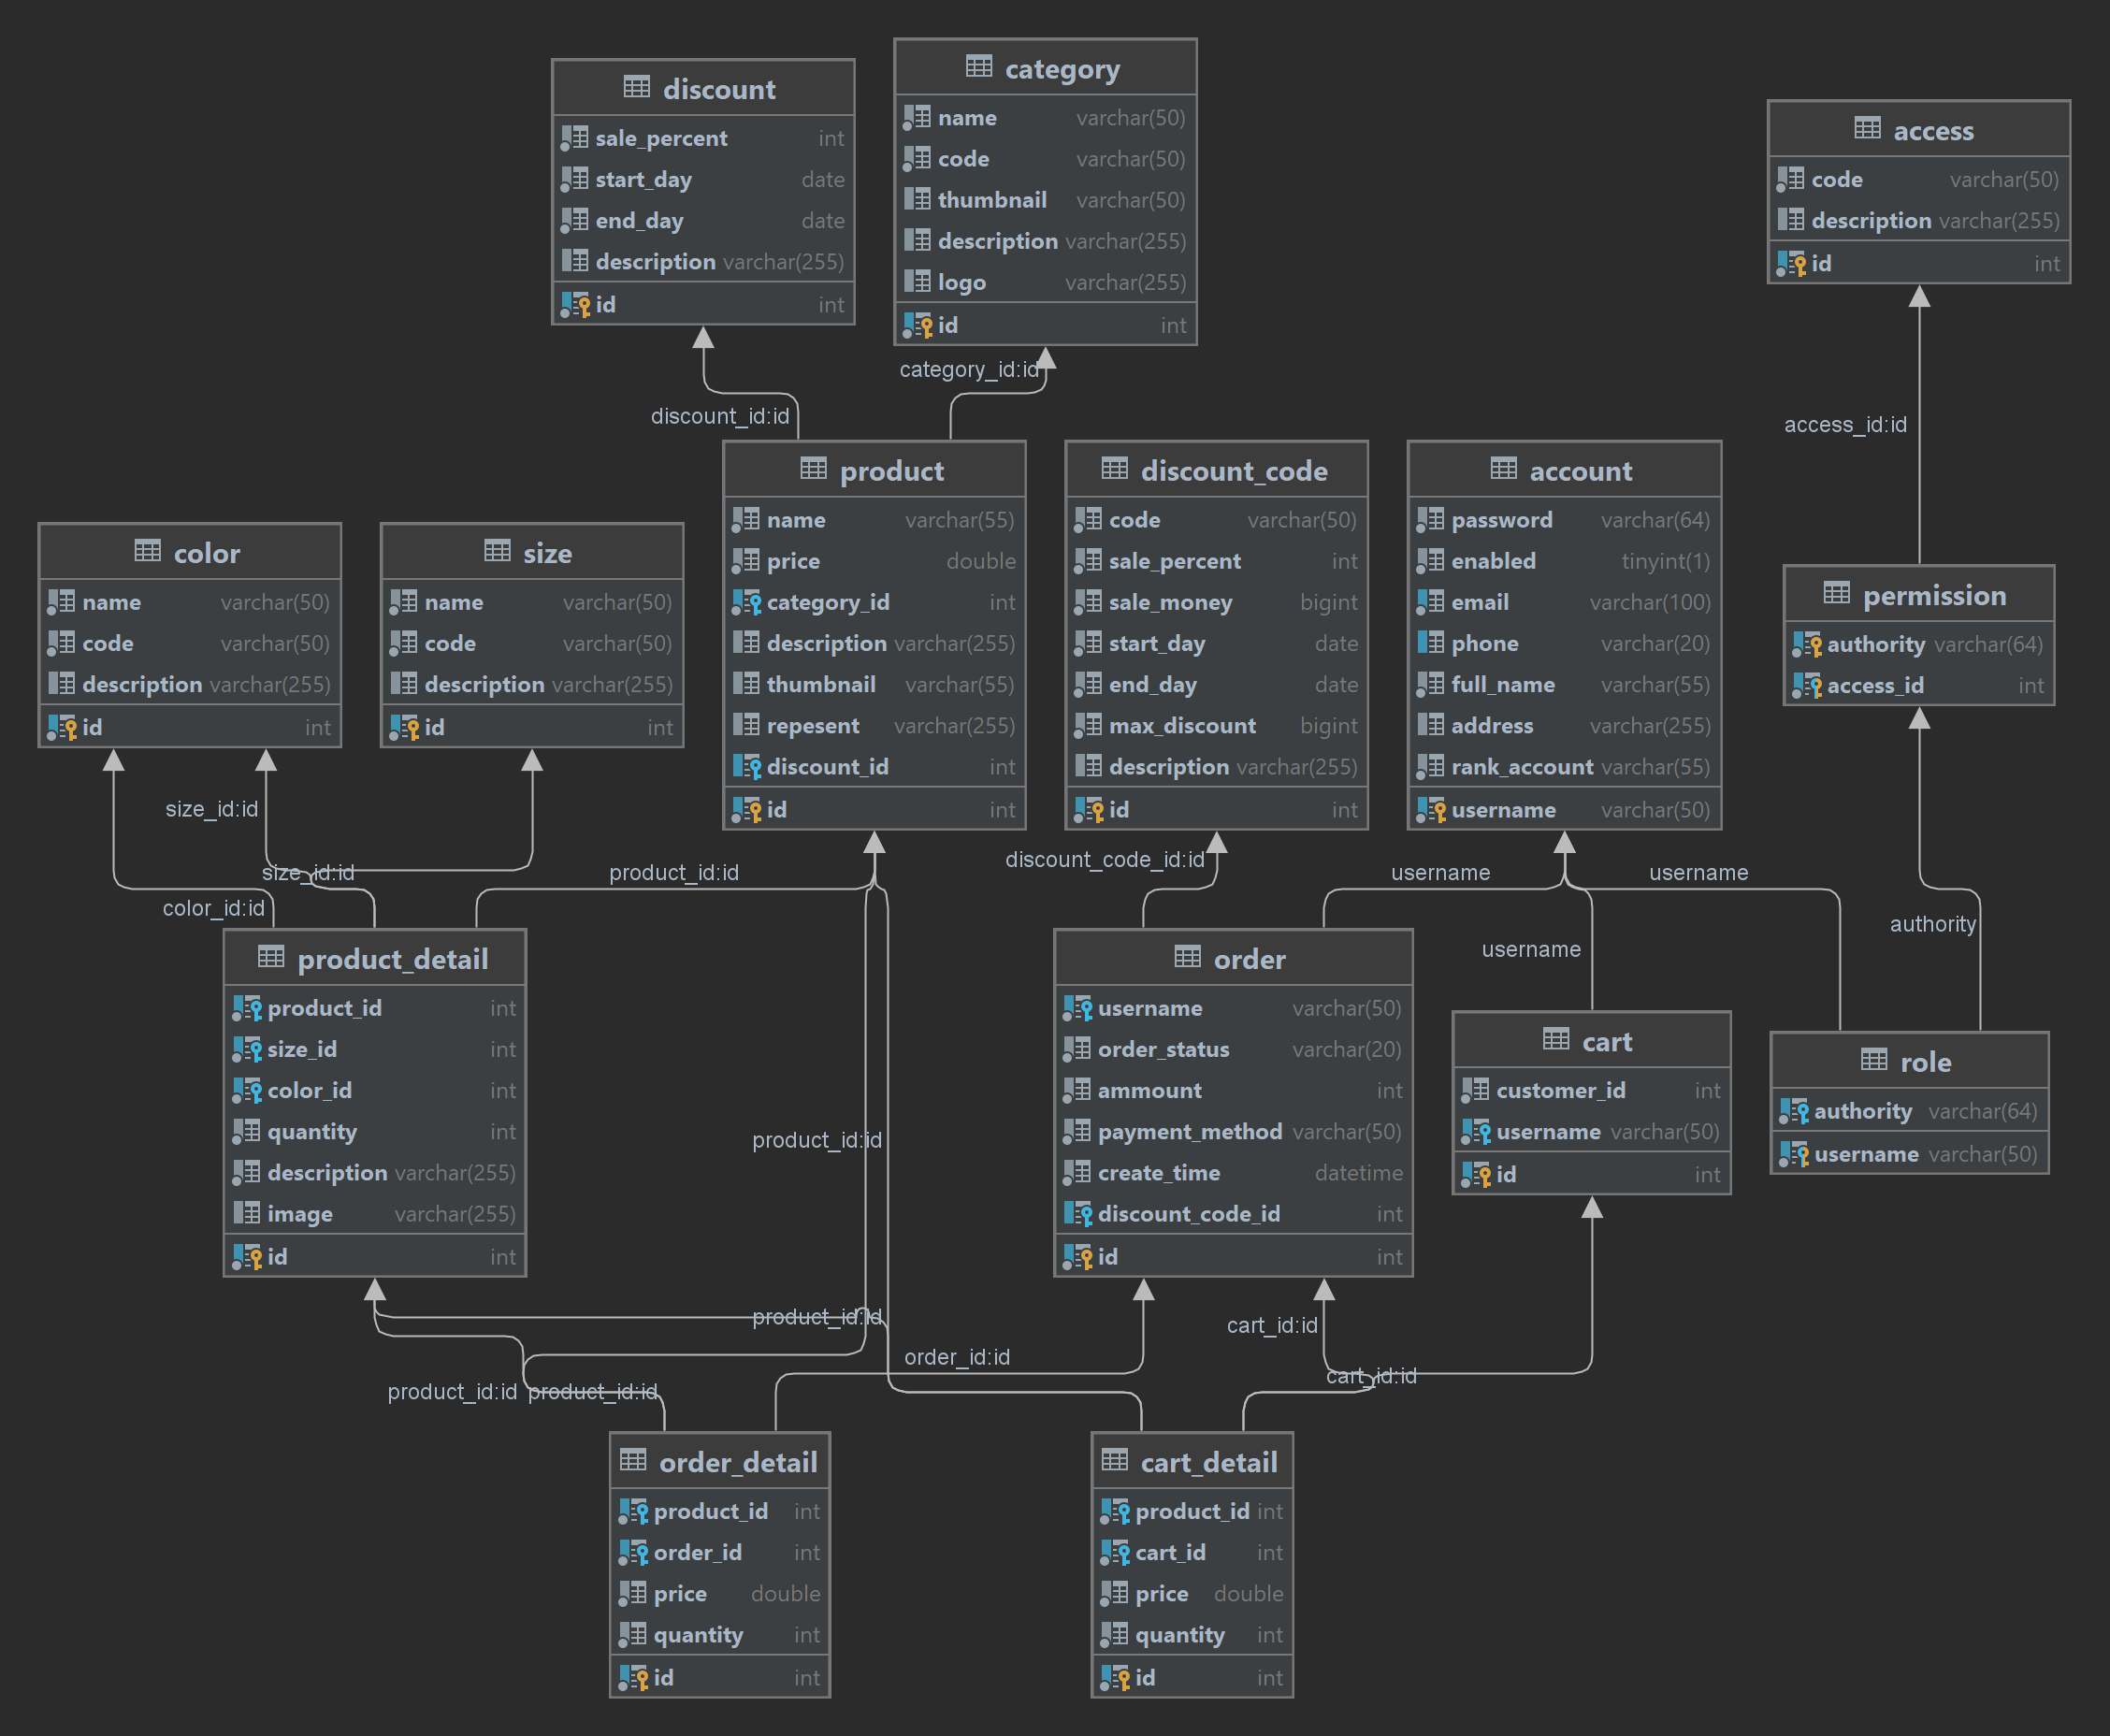 discount
sale_percent int
start_day date
end_day date
description varchar(255)
id int
category
name varchar(50)
code varchar(50)
thumbnail varchar(50)
description varchar(255)
logo varchar(255)
id int
access
code varchar(50)
description varchar(255)
id int
category_id:id
discount_id:id
access_id:id
product
name varchar(55)
price double
category_id int
description varchar(255)
thumbnail varchar(55)
repesent varchar(255)
discount_id int
id int
discount_code
code varchar(50)
sale_percent int
sale_money bigint
start_day date
end_day date
max_discount bigint
description varchar(255)
id int
account
password varchar(64)
enabled tinyint(1)
email varchar(100)
phone varchar(20)
full_name varchar(55)
address varchar(255)
rank_account varchar(55)
username varchar(50)
color
name varchar(50)
code varchar(50)
description varchar(255)
id int
size
name varchar(50)
code varchar(50)
description varchar(255)
id int
permission
authority varchar(64)
access_id int
size_id:id
size_id:id
color_id:id
product_id:id
discount_code_id:id
username
username
username
authority
product_detail
product_id int
size_id int
color_id int
quantity int
description varchar(255)
image varchar(255)
id int
order
username varchar(50)
order_status varchar(20)
ammount int
payment_method varchar(50)
create_time datetime
discount_code_id int
id int
cart
customer_id int
username varchar(50)
id int
role
authority varchar(64)
username varchar(50)
product_id:id
product_id:id
cart_id:id
order_id:id
cart_id:id
product_id:id
product_id:id
order_detail
product_id int
order_id int
price double
quantity int
id int
cart_detail
product_id int
cart_id int
price double
quantity int
id int